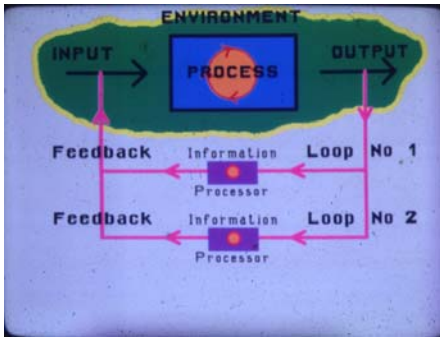 ENVIRONMENT
INPUT
PROCESS
OUTPUT
Feedback Information Processor Loop No 1
Feedback Information Processor Loop No 2